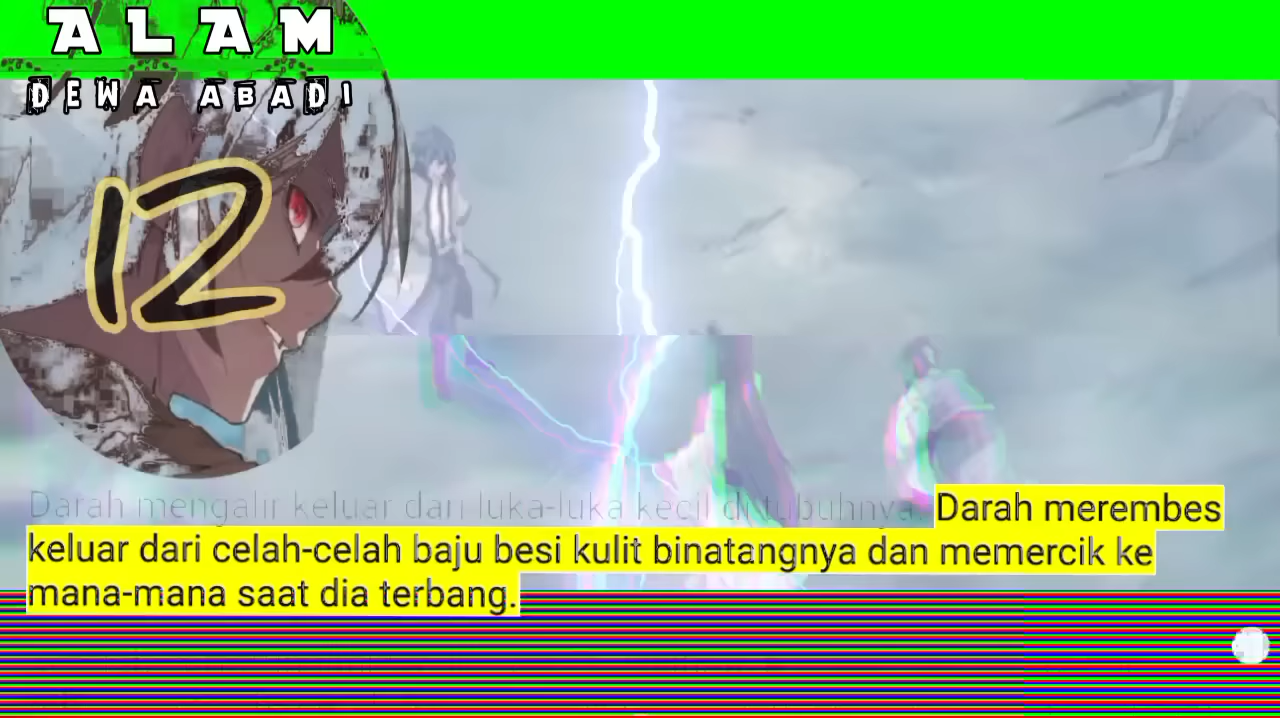 ALAM
DEWA ABADI
12
Darah mengalir keluar dari luka-luka kecil di tubuhnya. Darah merembes
keluar dari celah-celah baju besi kulit binatangnya dan memercik ke
mana-mana saat dia terbang.